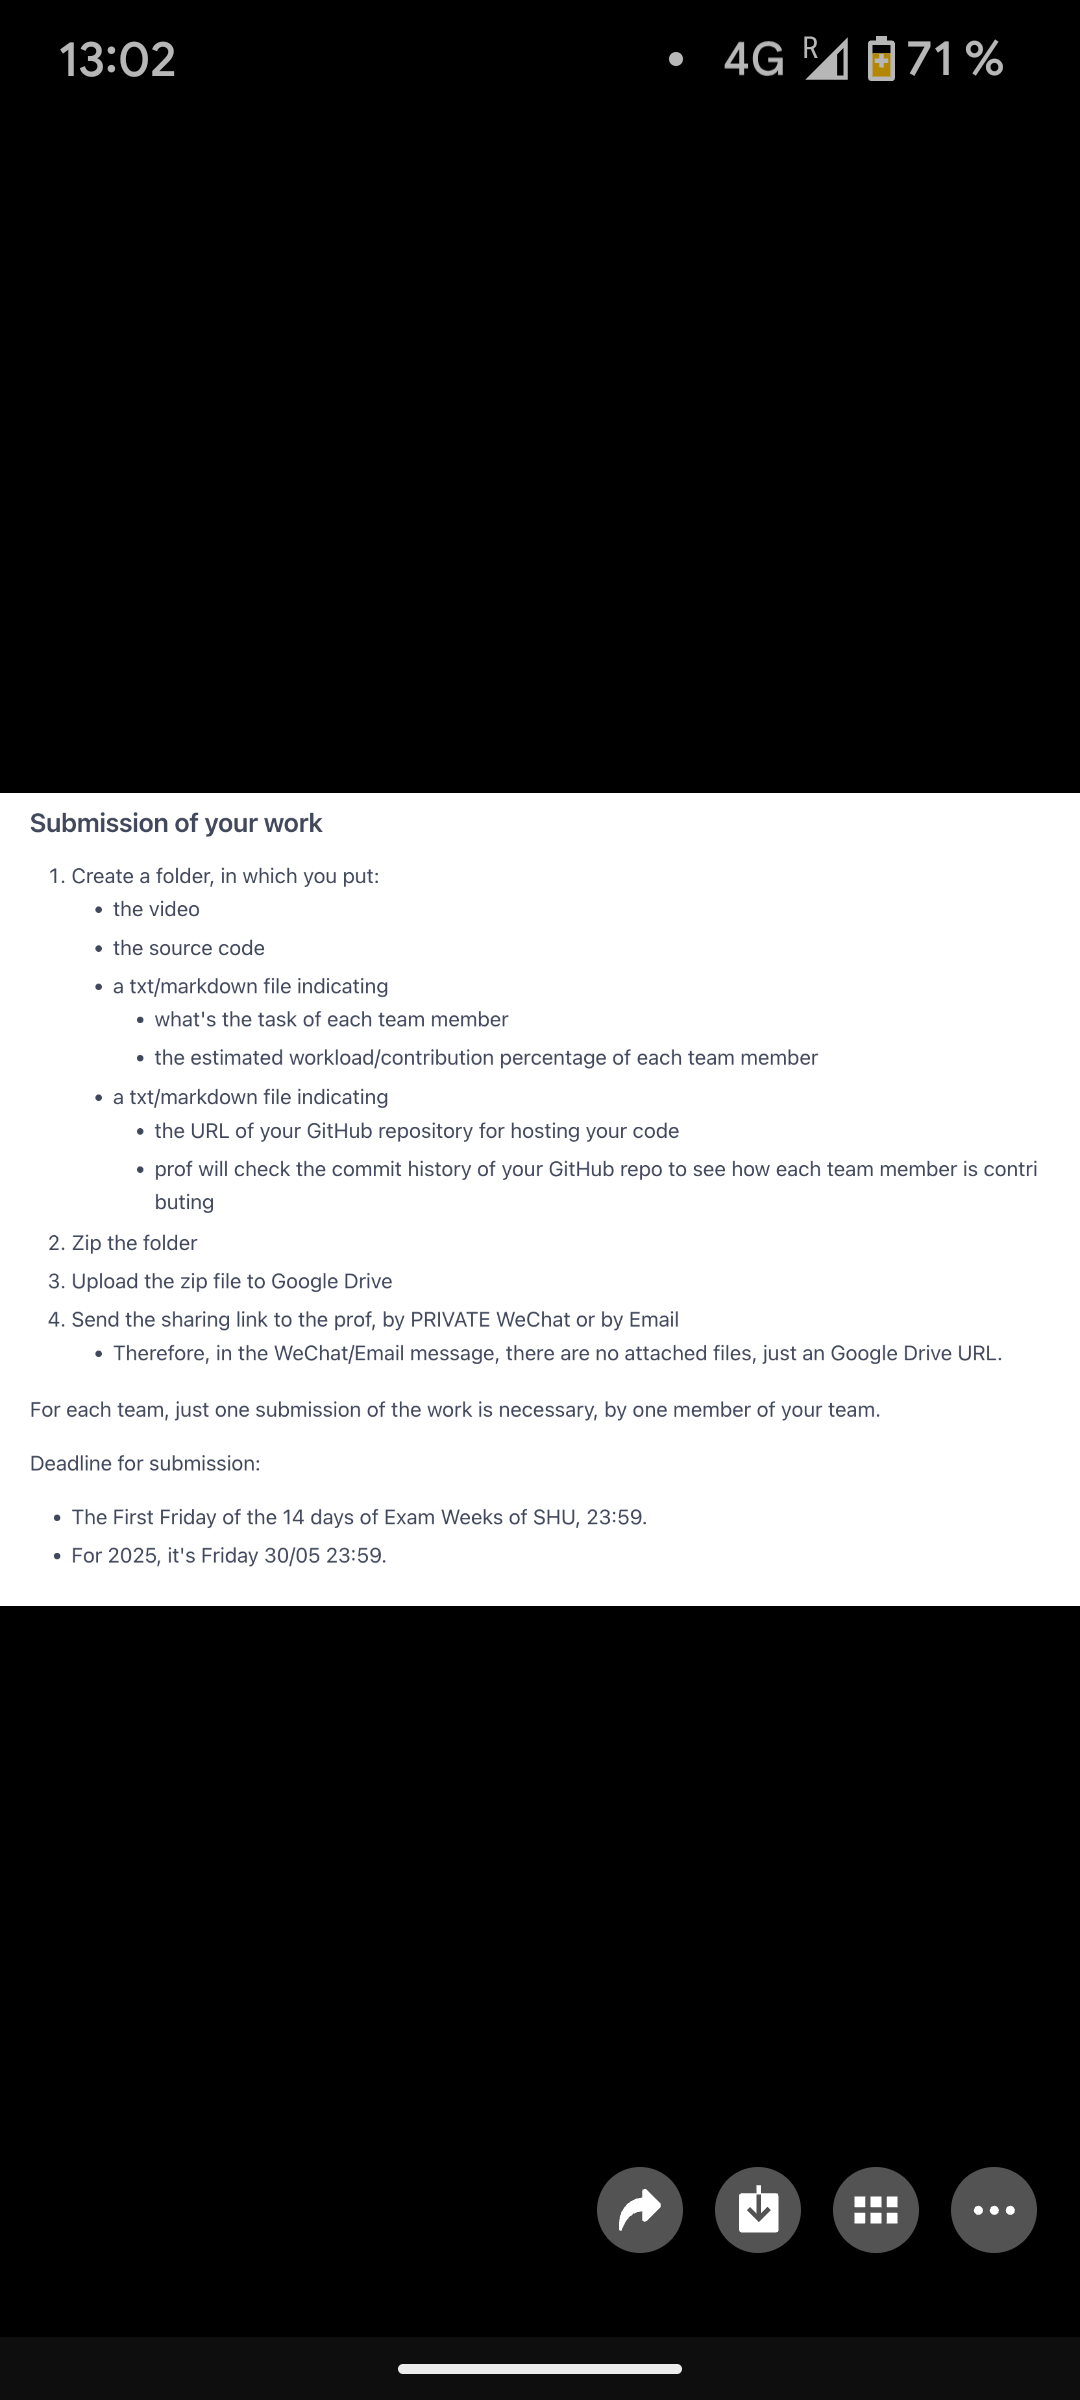 13:02
4G R 71 %
Submission of your work
1. Create a folder, in which you put:
• the video
• the source code
• a txt/markdown file indicating
• what's the task of each team member
• the estimated workload/contribution percentage of each team member
• a txt/markdown file indicating
• the URL of your GitHub repository for hosting your code
• prof will check the commit history of your GitHub repo to see how each team member is contri
buting
2. Zip the folder
3. Upload the zip file to Google Drive
4. Send the sharing link to the prof, by PRIVATE WeChat or by Email
• Therefore, in the WeChat/Email message, there are no attached files, just an Google Drive URL.
For each team, just one submission of the work is necessary, by one member of your team.
Deadline for submission:
• The First Friday of the 14 days of Exam Weeks of SHU, 23:59.
• For 2025, it's Friday 30/05 23:59.